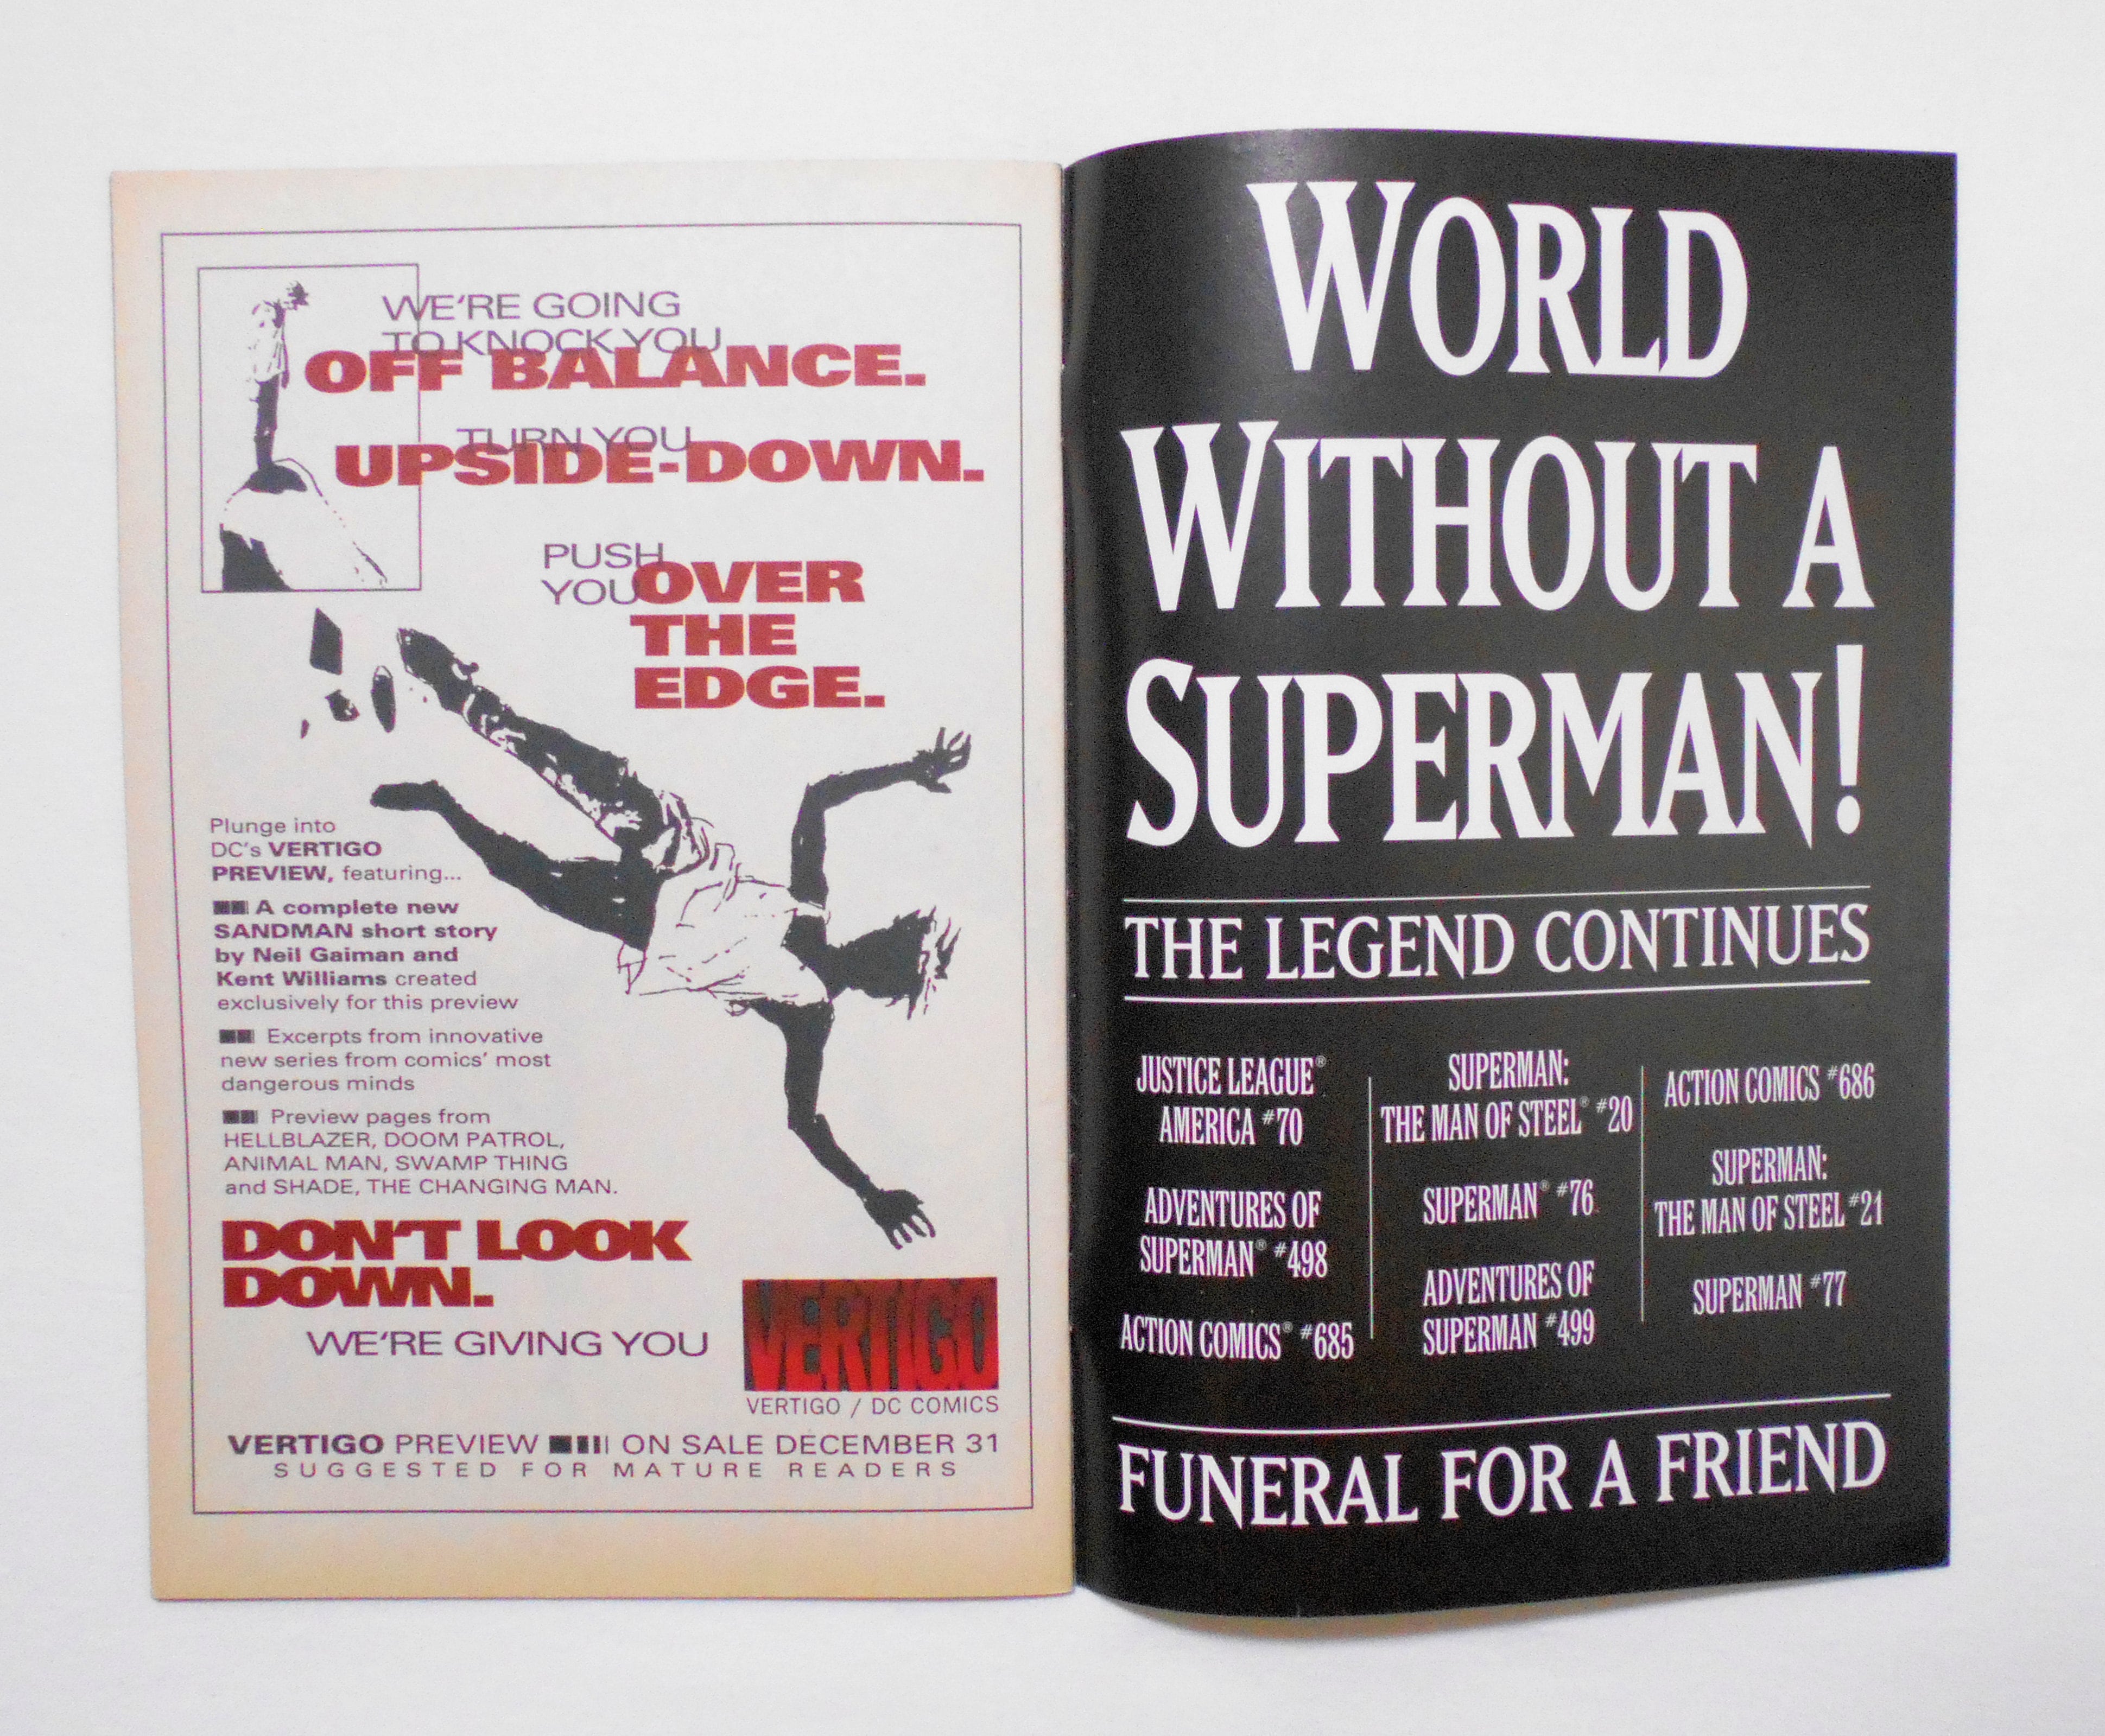 WE'RE GOING
TO KNOCK YOU
OFF BALANCE.
TURN YOU
UPSIDE-DOWN.
PUSH
YOU OVER
THE
EDGE.
Plunge into
DC's VERTIGO
PREVIEW, featuring...
A complete new
SANDMAN short story
by Neil Gaiman and
Kent Williams created
exclusively for this preview
Excerpts from innovative
new series from comics' most
dangerous minds
Preview pages from
HELLBLAZER, DOOM PATROL,
ANIMAL MAN, SWAMP THING
and SHADE, THE CHANGING MAN.
DON'T LOOK
DOWN.
WE'RE GIVING YOU
VERTIGO
VERTIGO / DC COMICS
VERTIGO PREVIEW ON SALE DECEMBER 31
SUGGESTED FOR MATURE READERS
WORLD
WITHOUT A
SUPERMAN!
THE LEGEND CONTINUES
JUSTICE LEAGUE®
AMERICA #70
ADVENTURES OF
SUPERMAN® #498
ACTION COMICS® #685
SUPERMAN:
THE MAN OF STEEL® #20
SUPERMAN® #76
ADVENTURES OF
SUPERMAN #499
ACTION COMICS #686
SUPERMAN:
THE MAN OF STEEL #21
SUPERMAN #77
FUNERAL FOR A FRIEND